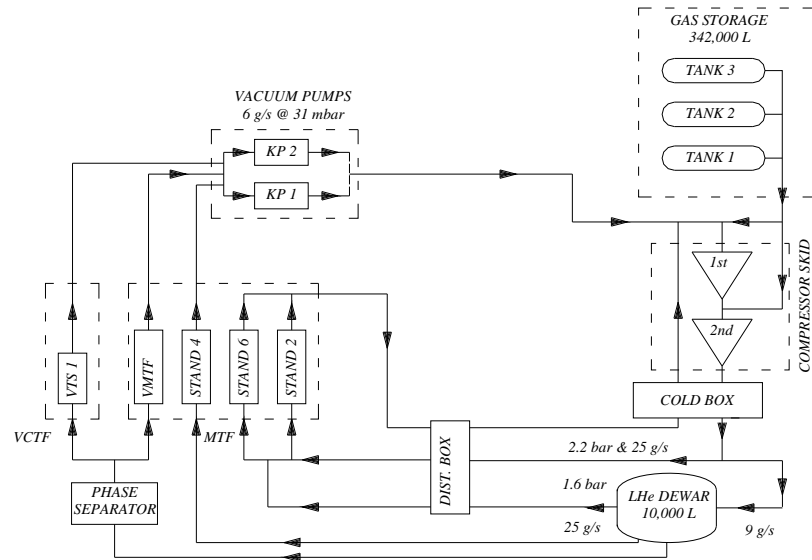 GAS STORAGE
342,000 L
TANK 3
TANK 2
TANK 1
VACUUM PUMPS
6 g/s @ 31 mbar
KP 2
KP 1
COMPRESSOR SKID
1st
2nd
COLD BOX
VTS 1
VMTF
STAND 4
STAND 6
STAND 2
VCTF
MTF
DIST. BOX
2.2 bar & 25 g/s
1.6 bar
LHe DEWAR
10,000 L
25 g/s
9 g/s
PHASE
SEPARATOR